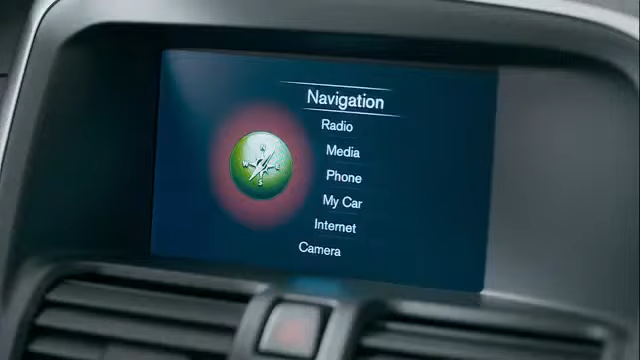 Navigation
Radio
Media
Phone
My Car
Internet
Camera